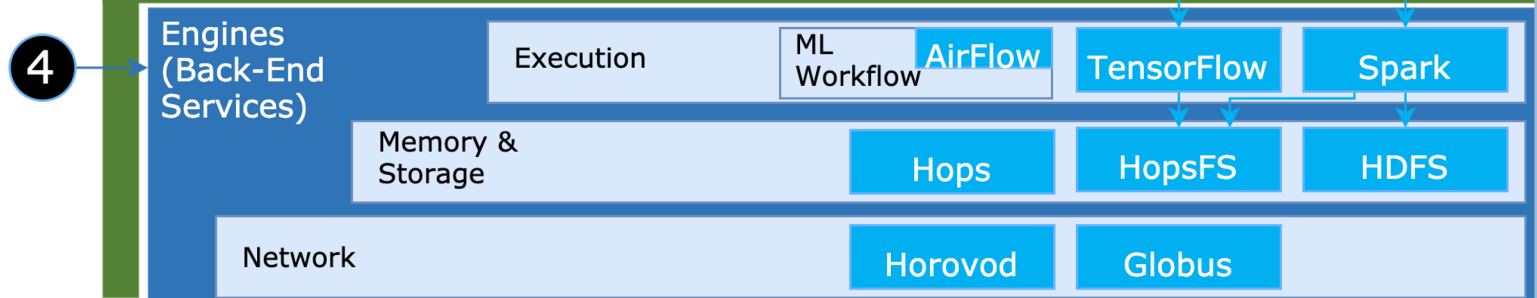 4
Engines
(Back-End
Services)
Execution
ML
Workflow
AirFlow
TensorFlow
Spark
Memory &
Storage
Hops
HopsFS
HDFS
Network
Horovod
Globus